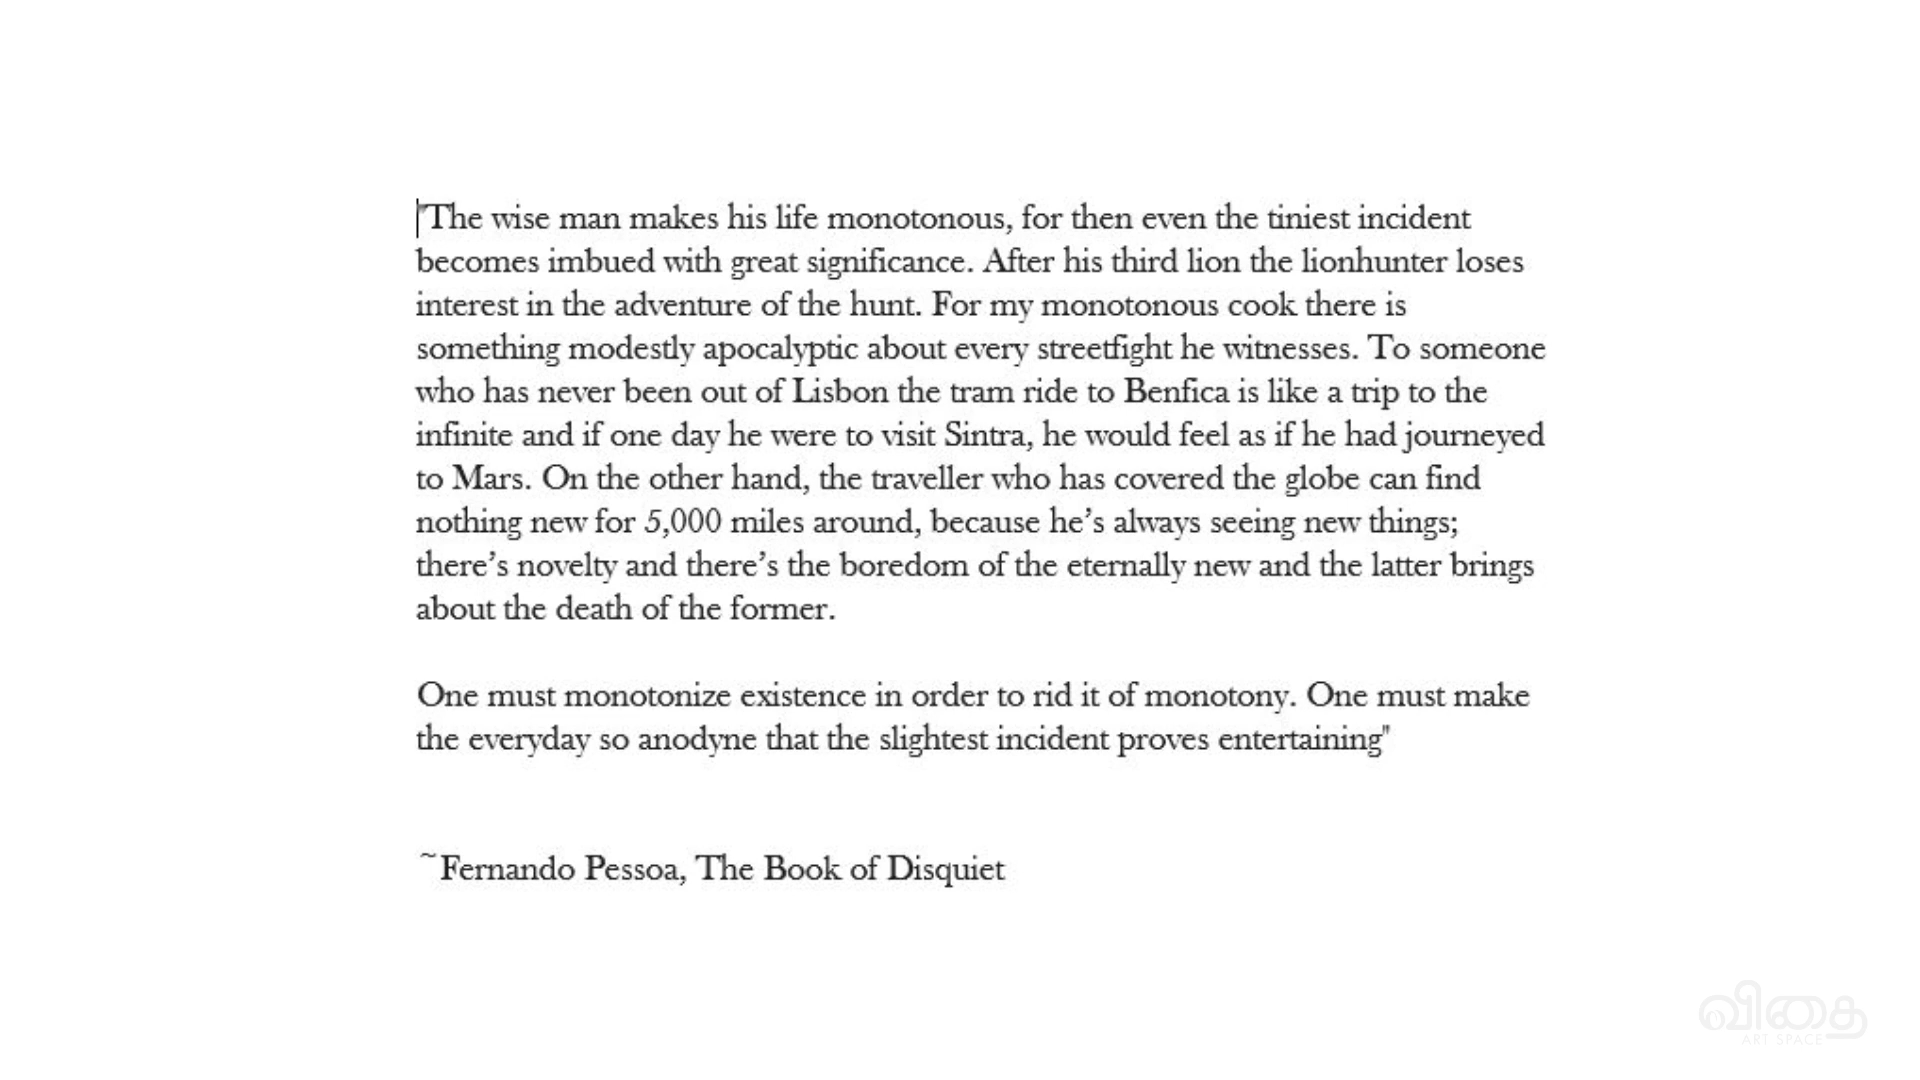 "The wise man makes his life monotonous, for then even the tiniest incident
becomes imbued with great significance. After his third lion the lionhunter loses
interest in the adventure of the hunt. For my monotonous cook there is
something modestly apocalyptic about every streetfight he witnesses. To someone
who has never been out of Lisbon the tram ride to Benfica is like a trip to the
infinite and if one day he were to visit Sintra, he would feel as if he had journeyed
to Mars. On the other hand, the traveller who has covered the globe can find
nothing new for 5,000 miles around, because he’s always seeing new things;
there’s novelty and there’s the boredom of the eternally new and the latter brings
about the death of the former.
One must monotonize existence in order to rid it of monotony. One must make
the everyday so anodyne that the slightest incident proves entertaining"
~Fernando Pessoa, The Book of Disquiet
விகை
ART SPACE